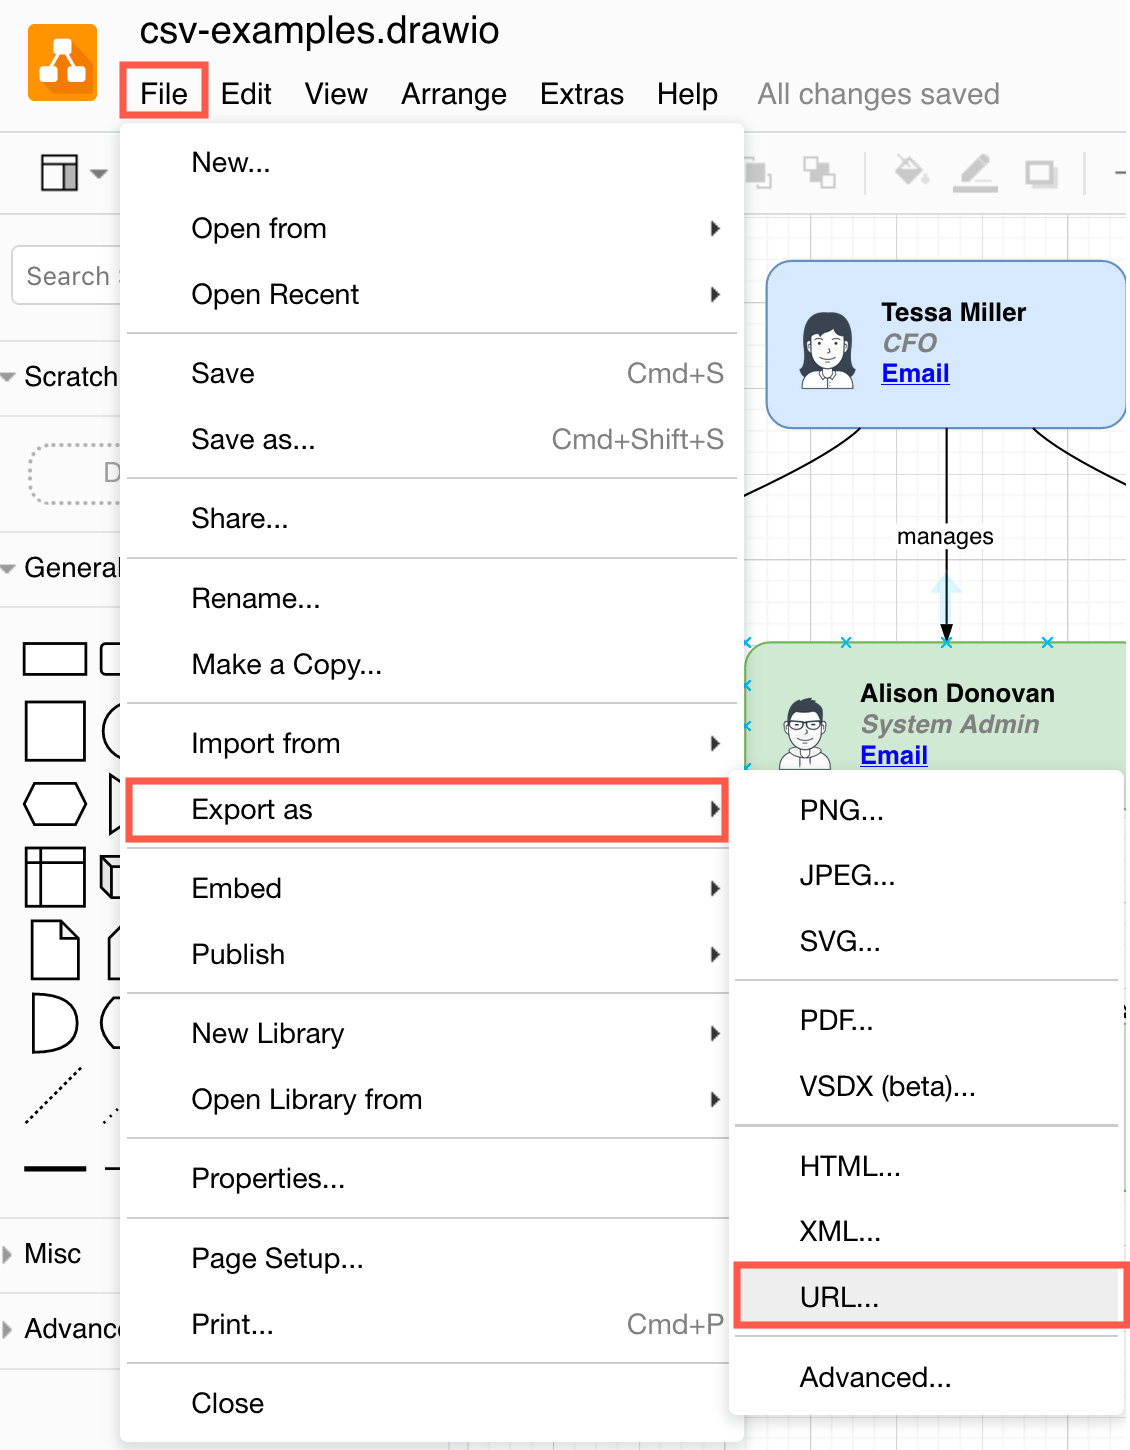 csv-examples.drawio
File Edit View Arrange Extras Help All changes saved
New...
Open from
Open Recent
Save Cmd+S
Save as... Cmd+Shift+S
Share...
Rename...
Make a Copy...
Import from
Export as
Embed
Publish
New Library
Open Library from
Properties...
Page Setup...
Print... Cmd+P
Close
Search
Scratch
D
General
Misc
Advanc
Tessa Miller
CFO
Email
manages
Alison Donovan
System Admin
Email
PNG...
JPEG...
SVG...
PDF...
VSDX (beta)...
HTML...
XML...
URL...
Advanced...